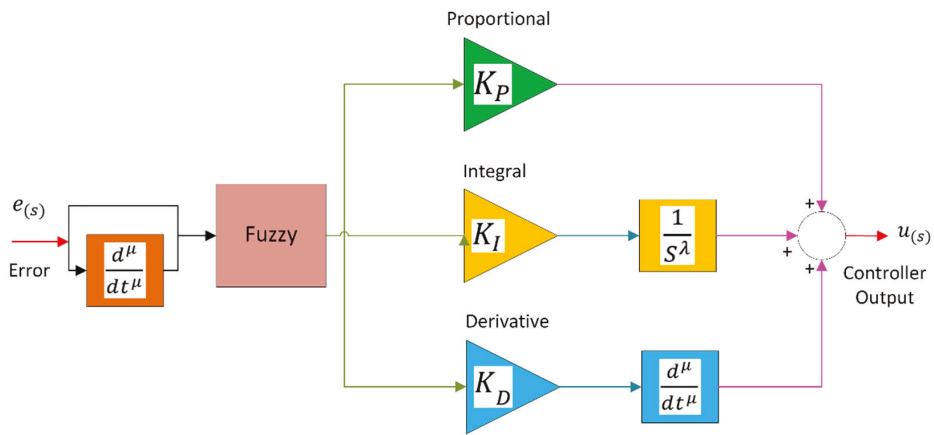 Proportional
K_P
Integral
e_(s)
Error
d^μ
dt^μ
Fuzzy
K_I
1
S^λ
+
+
+
u_(s)
Controller
Output
Derivative
K_D
d^μ
dt^μ